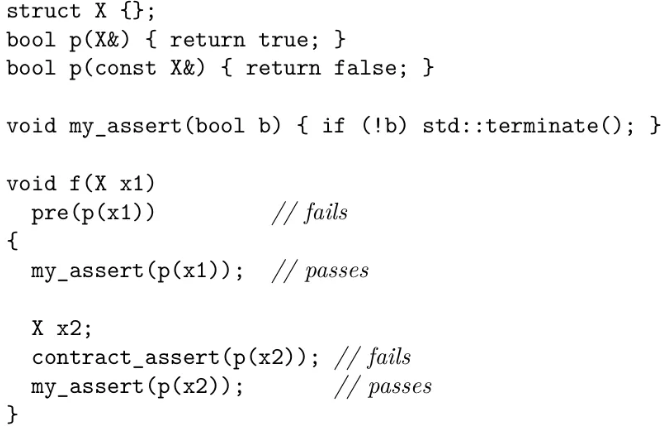 struct X {};
bool p(X&) { return true; }
bool p(const X&) { return false; }
void my_assert(bool b) { if (!b) std::terminate(); }
void f(X x1)
pre(p(x1)) // fails
{
my_assert(p(x1)); // passes
X x2;
contract_assert(p(x2)); // fails
my_assert(p(x2)); // passes
}